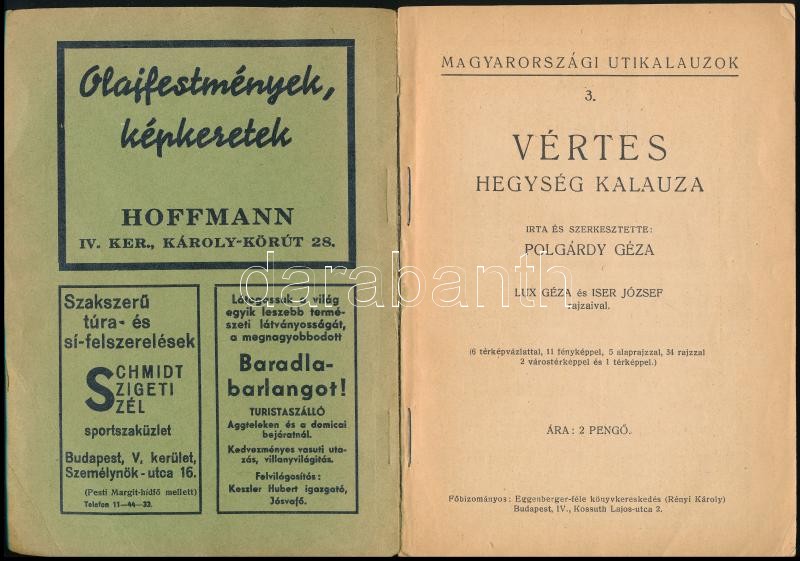 Olajfestmények,
képkeretek
HOFFMANN
IV. KER., KÁROLY-KÖRÚT 28.
Szakszerű
túra- és
sí-felszerelések
SCHMIDT
SZIGETI
SZÉL
sportszaküzlet
Budapest, V. kerület,
Személynök-utca 16.
(Pesti Margit-hídfő mellett)
Telefon 11—44—33.
Látogassuk a világ
egyik leszebb termé-
szeti látványosságát,
a megnagyobbodott
Baradla-
barlangot!
TURISTASZÁLLÓ
Aggteleken és a domicai
bejáratnál.
Kedvezményes vasuti uta-
zás, villanyvilágitás.
Felvilágosítás:
Keszler Hubert igazgató,
Jósvafő.
MAGYARORSZÁGI UTIKALAUZOK
3.
VÉRTES
HEGYSÉG KALAUZA
IRTA ÉS SZERKESZTETTE:
POLGÁRDY GÉZA
LUX GÉZA és ISER JÓZSEF
rajzaival.
(6 térképvázlattal, 11 fényképpel, 5 alaprajzzal, 34 rajzzal
2 várostérképpel és 1 térképpel.)
ÁRA: 2 PENGŐ.
Főbizományos: Eggenberger-féle könyvkereskedés (Rényi Károly)
Budapest, IV., Kossuth Lajos-utca 2.
darabanth